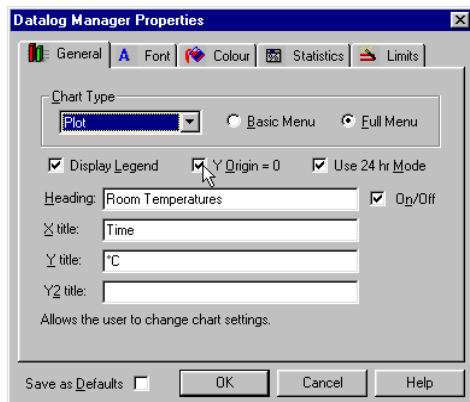 Datalog Manager Properties
General Font Colour Statistics Limits
Chart Type
Plot Basic Menu Full Menu
Display Legend Y Origin = 0 Use 24 hr Mode
Heading: Room Temperatures On/Off
X title: Time
Y title: °C
Y2 title:
Allows the user to change chart settings.
Save as Defaults OK Cancel Help